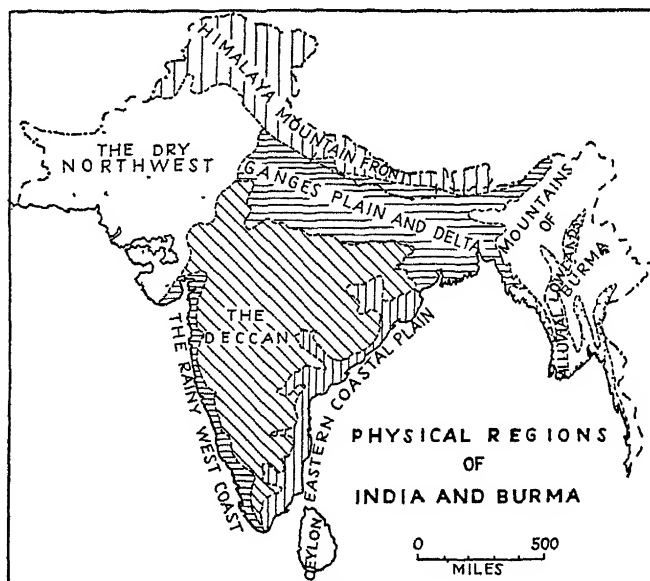 HIMALAYA MOUNTAIN FRONT
THE DRY
NORTHWEST
GANGES PLAIN AND DELTA
MOUNTAINS
OF
BURMA
ALLUVIAL LOWLANDS
THE
DECCAN
THE RAINY WEST COAST
EASTERN COASTAL PLAIN
CEYLON
PHYSICAL REGIONS
OF
INDIA AND BURMA
0 500
MILES